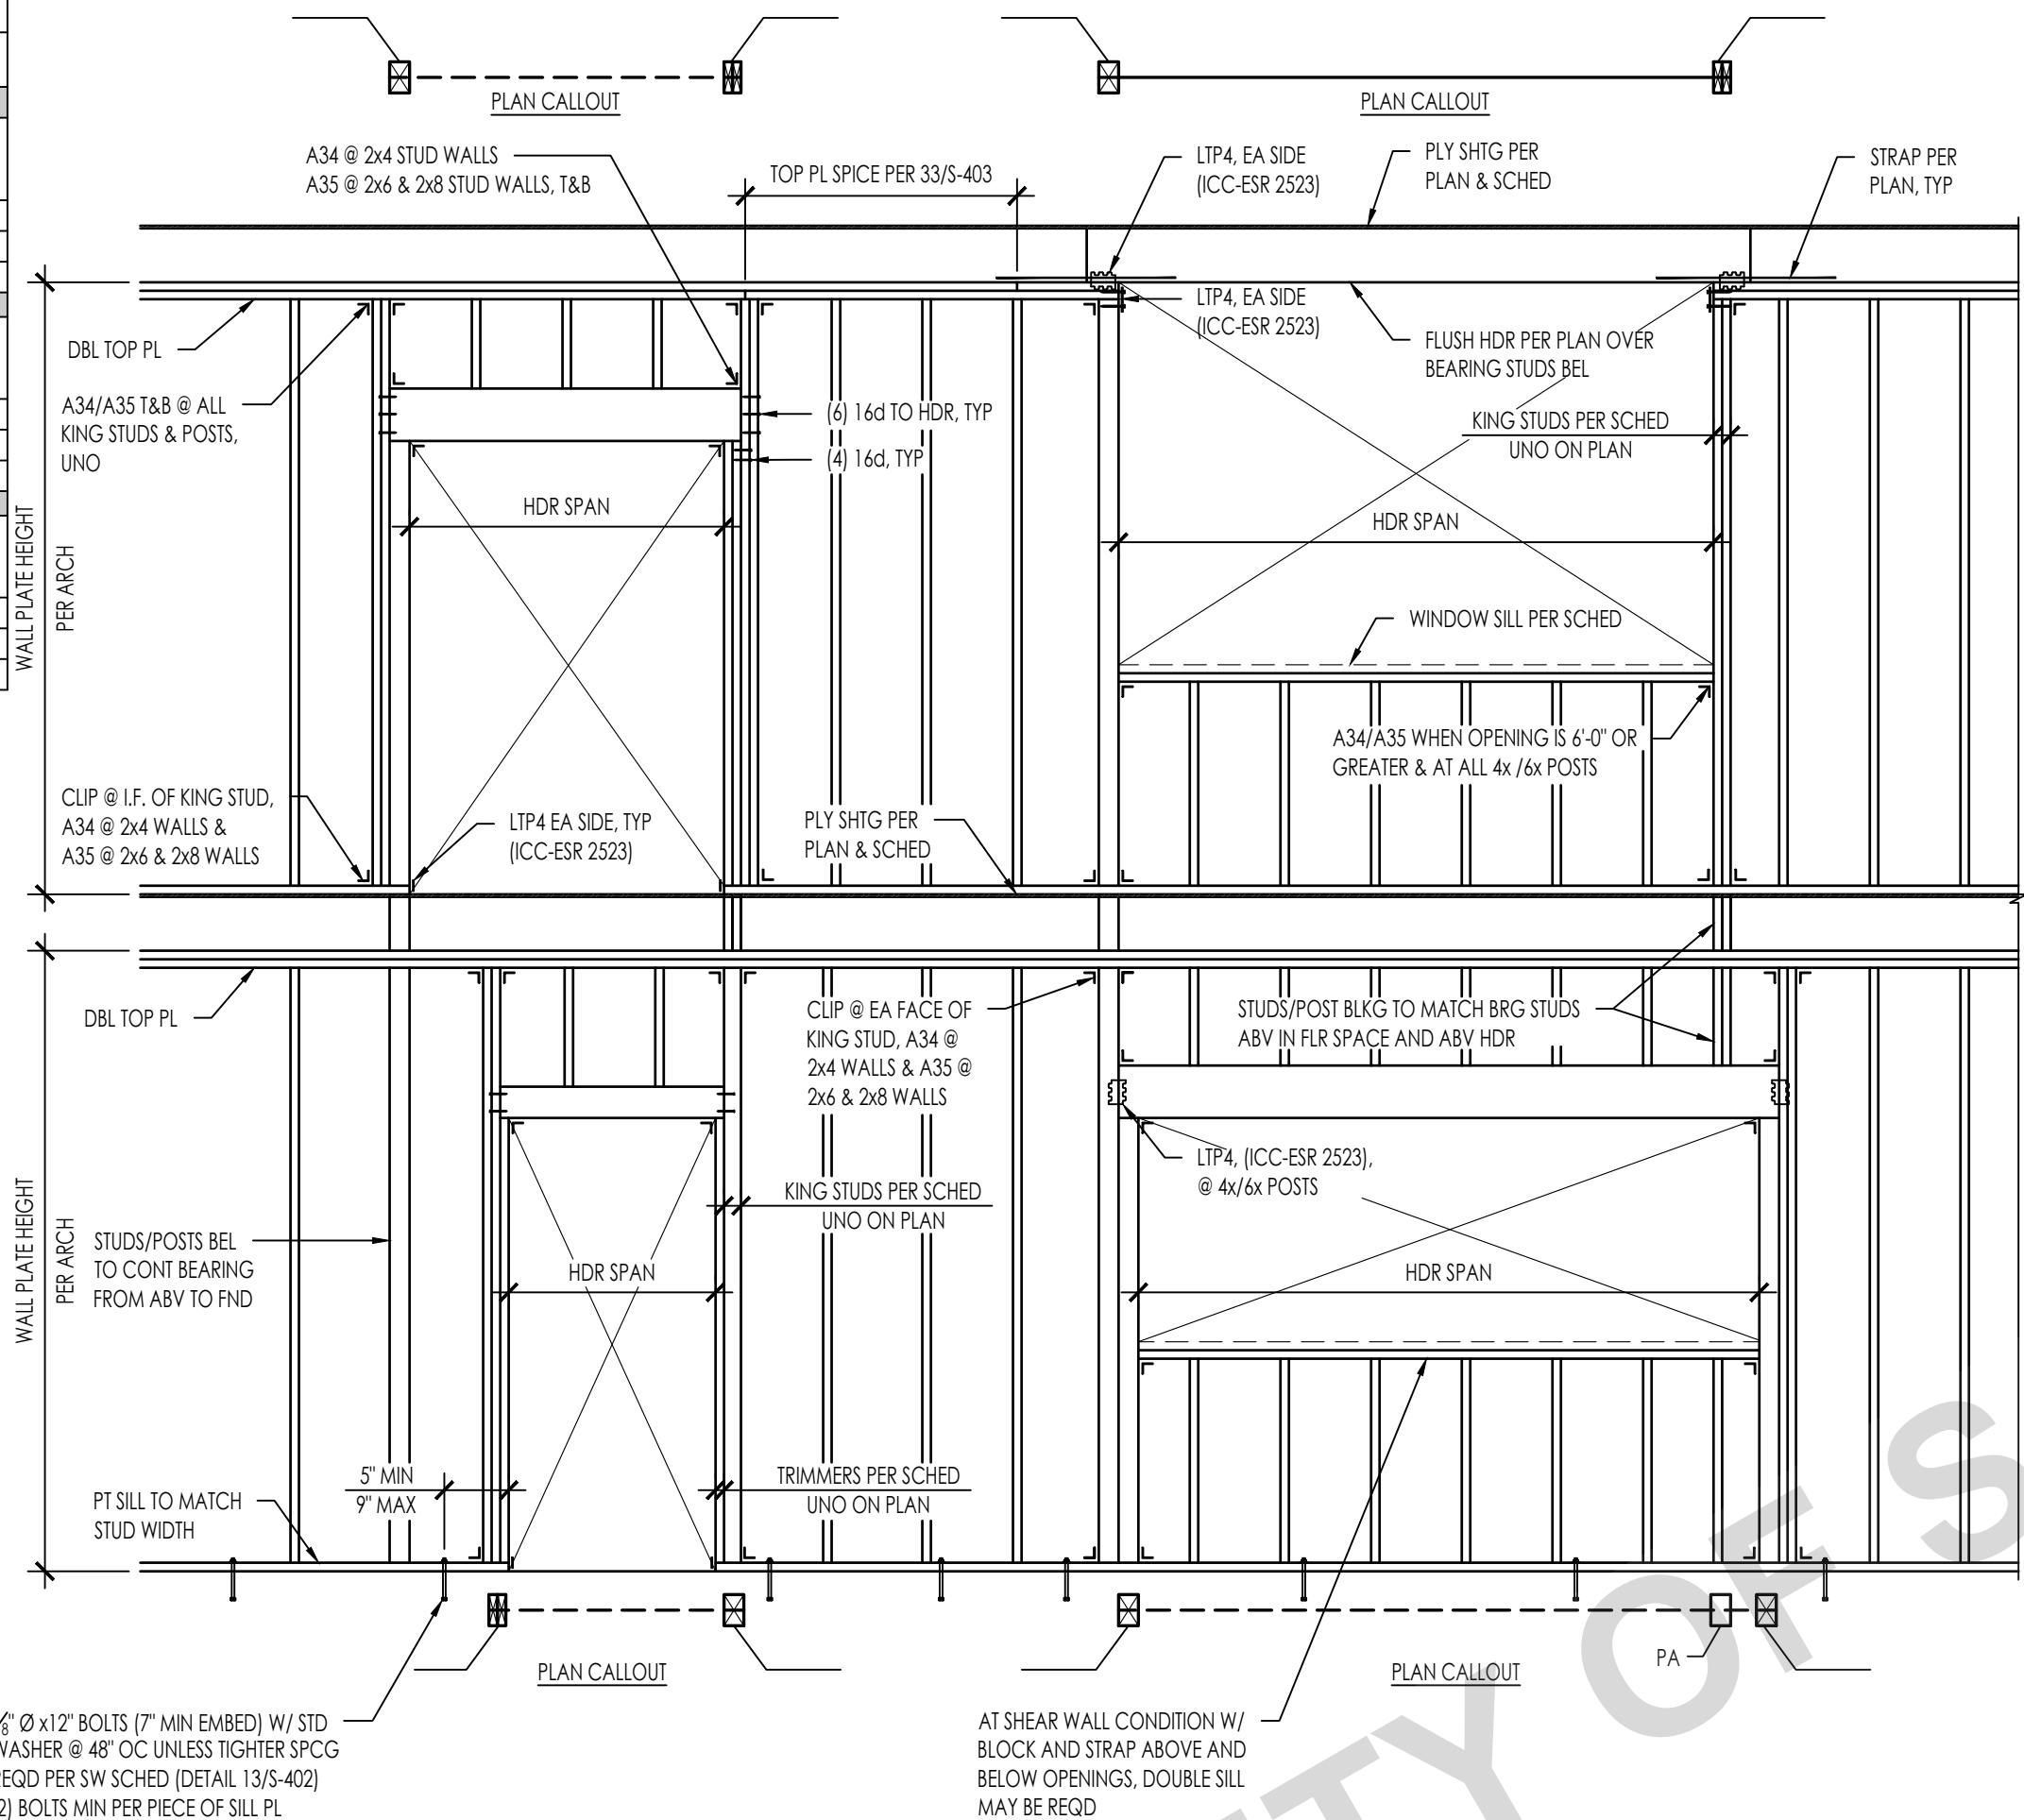 PLAN CALLOUT
PLAN CALLOUT
A34 @ 2x4 STUD WALLS
A35 @ 2x6 & 2x8 STUD WALLS, T&B
TOP PL SPICE PER 33/S-403
LTP4, EA SIDE
(ICC-ESR 2523)
PLY SHTG PER
PLAN & SCHED
STRAP PER
PLAN, TYP
DBL TOP PL
LTP4, EA SIDE
(ICC-ESR 2523)
FLUSH HDR PER PLAN OVER
BEARING STUDS BEL
A34/A35 T&B @ ALL
KING STUDS & POSTS,
UNO
(6) 16d TO HDR, TYP
(4) 16d, TYP
KING STUDS PER SCHED
UNO ON PLAN
HDR SPAN
HDR SPAN
WALL PLATE HEIGHT
PER ARCH
WINDOW SILL PER SCHED
A34/A35 WHEN OPENING IS 6'-0" OR
GREATER & AT ALL 4x /6x POSTS
CLIP @ I.F. OF KING STUD,
A34 @ 2x4 WALLS &
A35 @ 2x6 & 2x8 WALLS
LTP4 EA SIDE, TYP
(ICC-ESR 2523)
PLY SHTG PER
PLAN & SCHED
DBL TOP PL
CLIP @ EA FACE OF
KING STUD, A34 @
2x4 WALLS & A35 @
2x6 & 2x8 WALLS
STUDS/POST BLKG TO MATCH BRG STUDS
ABV IN FLR SPACE AND ABV HDR
LTP4, (ICC-ESR 2523),
@ 4x/6x POSTS
KING STUDS PER SCHED
UNO ON PLAN
WALL PLATE HEIGHT
PER ARCH
STUDS/POSTS BEL
TO CONT BEARING
FROM ABV TO FND
HDR SPAN
HDR SPAN
5" MIN
9" MAX
TRIMMERS PER SCHED
UNO ON PLAN
PT SILL TO MATCH
STUD WIDTH
PLAN CALLOUT
PLAN CALLOUT
PA
" Ø x12" BOLTS (7" MIN EMBED) W/ STD
WASHER @ 48" OC UNLESS TIGHTER SPCG
REQD PER SW SCHED (DETAIL 13/S-402)
2) BOLTS MIN PER PIECE OF SILL PL
AT SHEAR WALL CONDITION W/
BLOCK AND STRAP ABOVE AND
BELOW OPENINGS, DOUBLE SILL
MAY BE REQD
ITY OF S